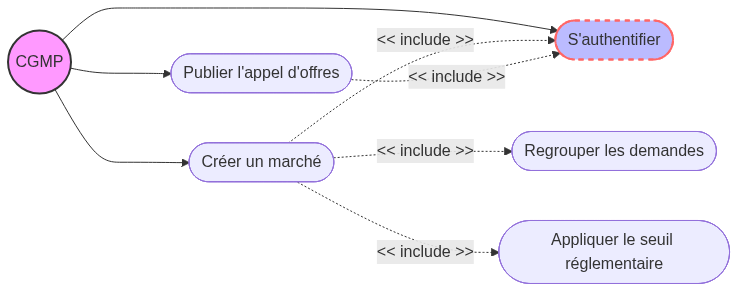 CGMP
<< include >>
S'authentifier
Publier l'appel d'offres
<< include >>
Créer un marché
<< include >>
Regrouper les demandes
<< include >>
Appliquer le seuil
réglementaire